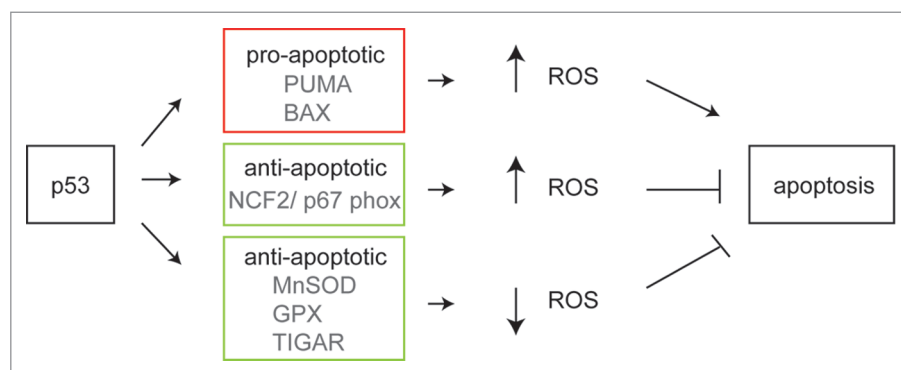 pro-apoptotic
PUMA
BAX
ROS
p53
anti-apoptotic
NCF2/ p67 phox
ROS
apoptosis
anti-apoptotic
MnSOD
GPX
TIGAR
ROS